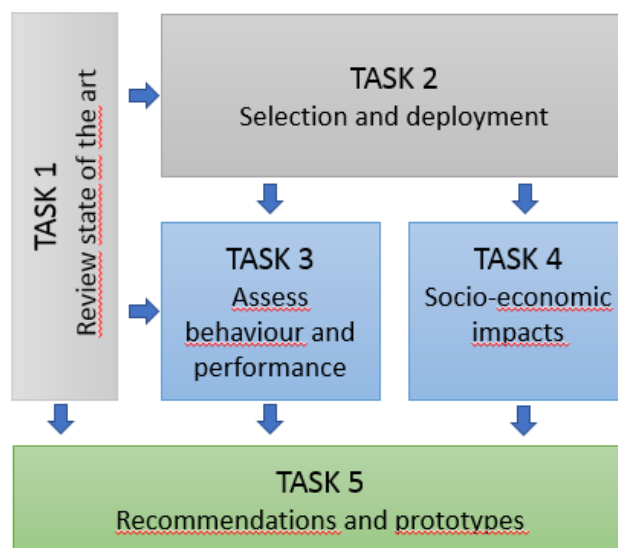 TASK 1
Review state of the art
TASK 2
Selection and deployment
TASK 3
Assess
behaviour and
performance
TASK 4
Socio-economic
impacts
TASK 5
Recommendations and prototypes